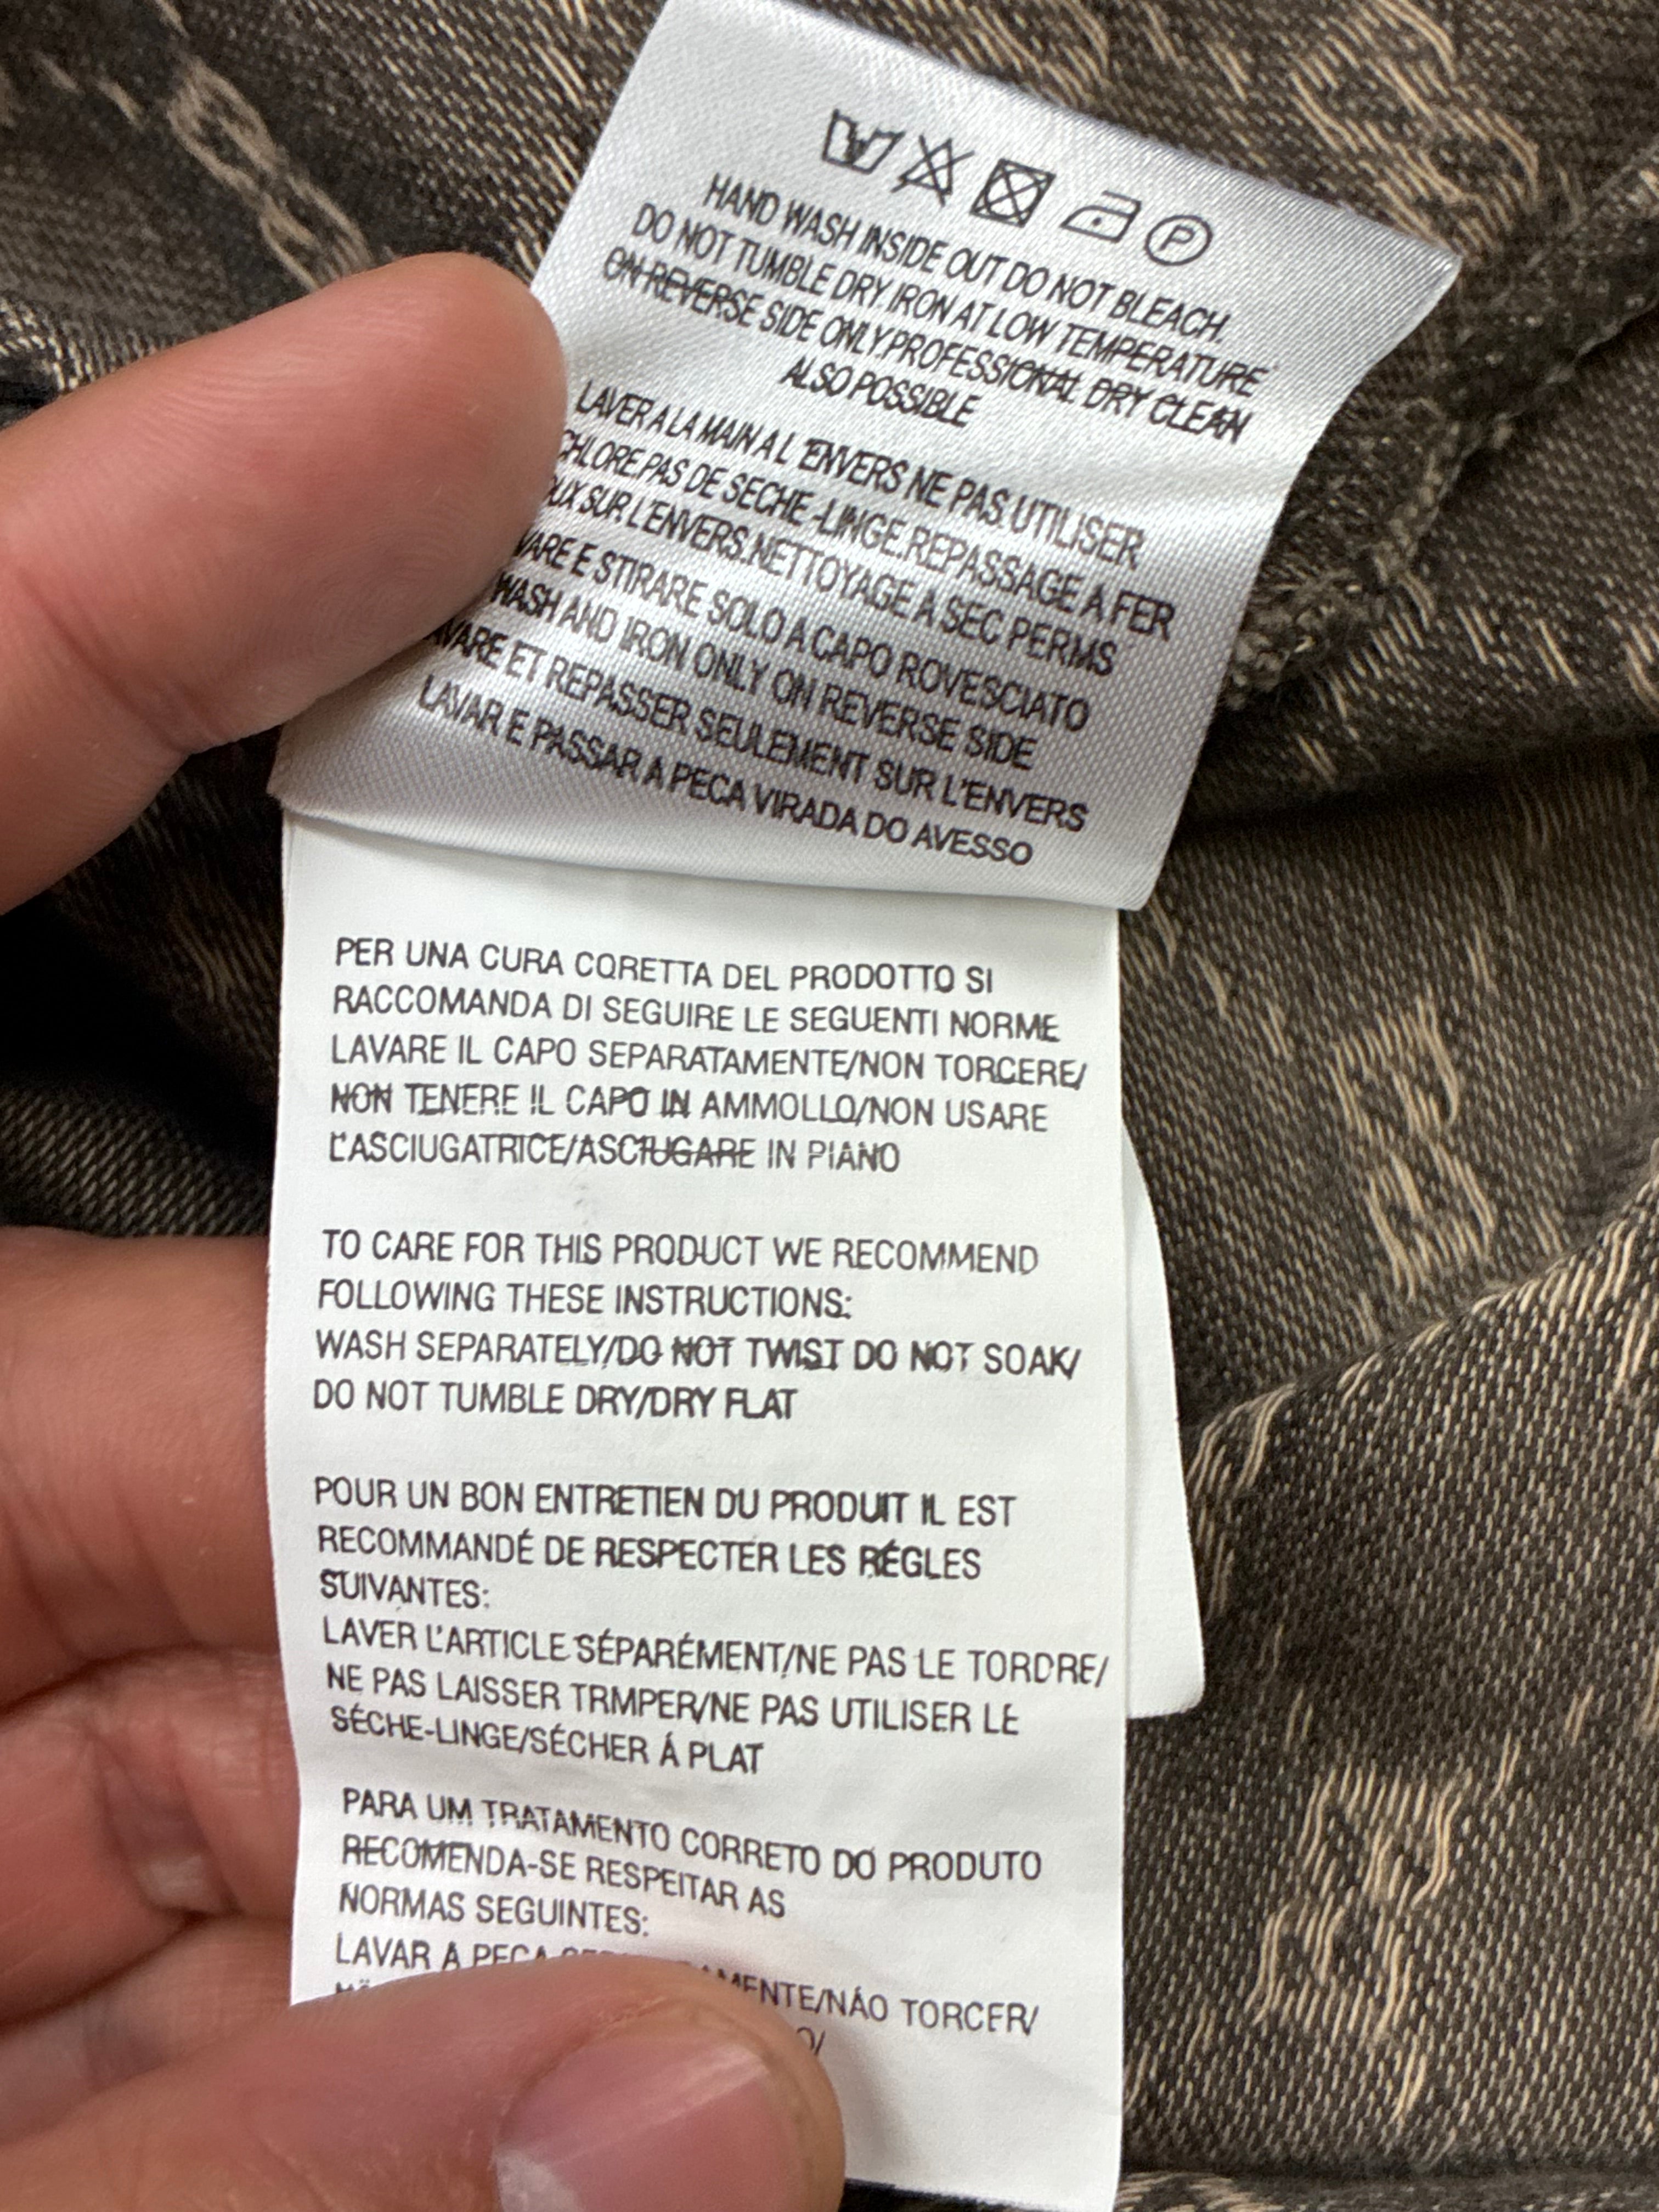 P
HAND WASH INSIDE OUT DO NOT BLEACH.
DO NOT TUMBLE DRY. IRON AT LOW TEMPERATURE
ON REVERSE SIDE ONLY.PROFESSIONAL DRY CLEAN
ALSO POSSIBLE
LAVER A LA MAIN A L 'ENVERS NE PAS UTILISER
CHLORE PAS DE SECHE-LINGE.REPASSAGE A FER
SUR L'ENVERS.NETTOYAGE A SEC PERMS
E STIRARE SOLO A CAPO ROVESCIATO
WASH AND IRON ONLY ON REVERSE SIDE
ET REPASSER SEULEMENT SUR L'ENVERS
LAVAR E PASSAR A PECA VIRADA DO AVESSO
PER UNA CURA CORETTA DEL PRODOTTO SI
RACCOMANDA DI SEGUIRE LE SEGUENTI NORME
LAVARE IL CAPO SEPARATAMENTE/NON TORCERE/
NON TENERE IL CAPO IN AMMOLLO/NON USARE
L'ASCIUGATRICE/ASCIUGARE IN PIANO
TO CARE FOR THIS PRODUCT WE RECOMMEND
FOLLOWING THESE INSTRUCTIONS:
WASH SEPARATELY/DO NOT TWIST DO NOT SOAK/
DO NOT TUMBLE DRY/DRY FLAT
POUR UN BON ENTRETIEN DU PRODUIT IL EST
RECOMMANDÉ DE RESPECTER LES RÉGLES
SUIVANTES:
LAVER L'ARTICLE SÉPARÉMENT/NE PAS LE TORDRE/
NE PAS LAISSER TRMPER/NE PAS UTILISER LE
SÉCHE-LINGE/SÉCHER Á PLAT
PARA UM TRATAMENTO CORRETO DO PRODUTO
RECOMENDA-SE RESPEITAR AS
NORMAS SEGUINTES:
LAVAR A PECA NÁO TORCER/